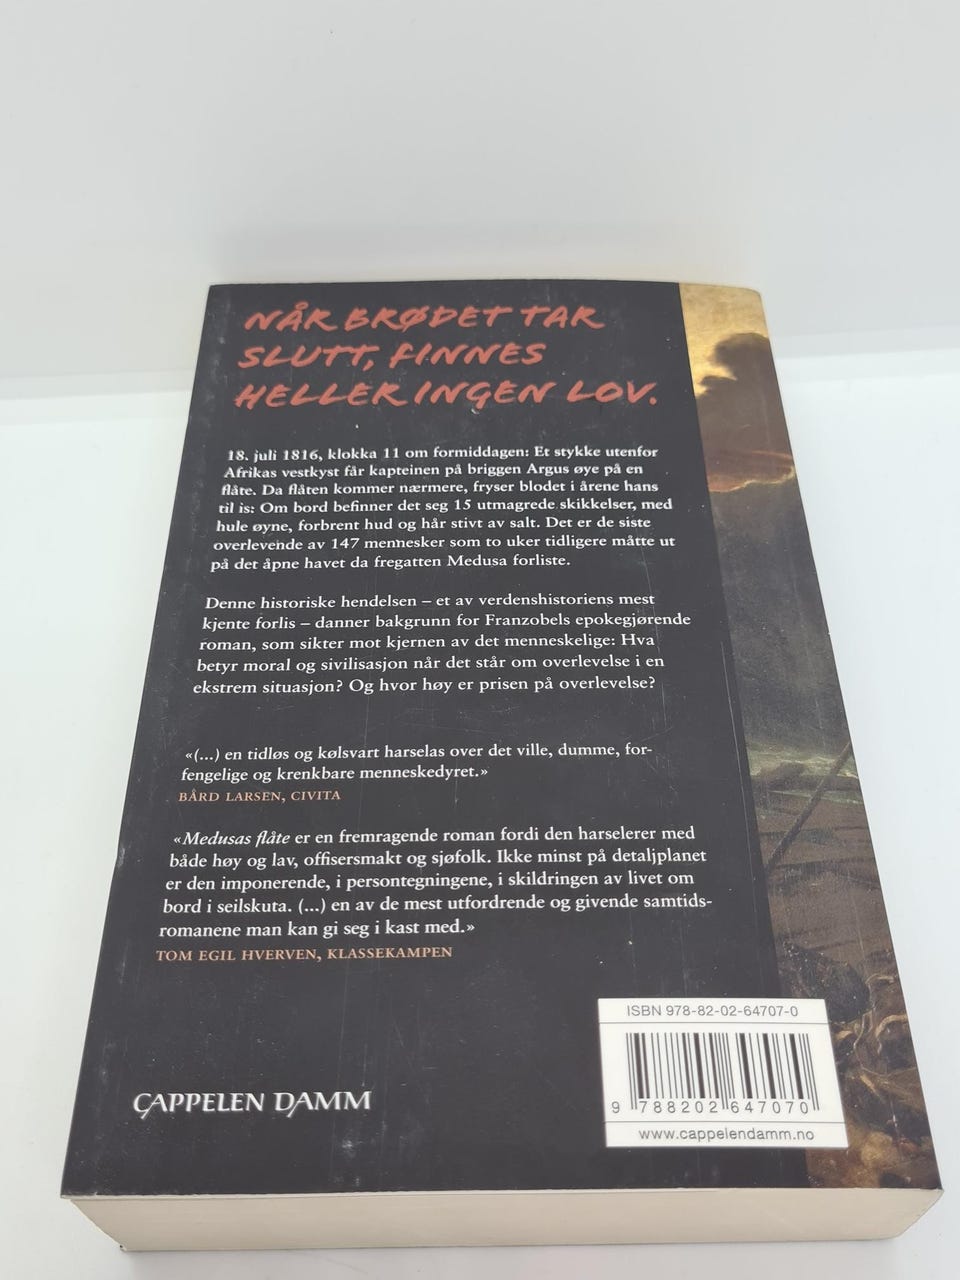 NÅR BRØDET TAR
SLUTT, FINNES
HELLER INGEN LOV.
18. juli 1816, klokka 11 om formiddagen: Et stykke utenfor
Afrikas vestkyst får kapteinen på briggen Argus øye på en
flåte. Da flåten kommer nærmere, fryser blodet i årene hans
til is: Om bord befinner det seg 15 utmagrede skikkelser, med
hule øyne, forbrent hud og hår stivt av salt. Det er de siste
overlevende av 147 mennesker som to uker tidligere måtte ut
på det åpne havet da fregatten Medusa forliste.
Denne historiske hendelsen – et av verdenshistoriens mest
kjente forlis – danner bakgrunn for Franzobels epokegjørende
roman, som sikter mot kjernen av det menneskelige: Hva
betyr moral og sivilisasjon når det står om overlevelse i en
ekstrem situasjon? Og hvor høy er prisen på overlevelse?
«(...) en tidløs og kølsvart harselas over det ville, dumme, for-
fengelige og krenkbare menneskedyret.»
BÅRD LARSEN, CIVITA
«Medusas flåte er en fremragende roman fordi den harselerer med
både høy og lav, offisersmakt og sjøfolk. Ikke minst på detaljplanet
er den imponerende, i persontegningene, i skildringen av livet om
bord i seilskuta. (...) en av de mest utfordrende og givende samtids-
romanene man kan gi seg i kast med.»
TOM EGIL HVERVEN, KLASSEKAMPEN
ISBN 978-82-02-64707-0
9 788202 647070
www.cappelendamm.no
CAPPELEN DAMM